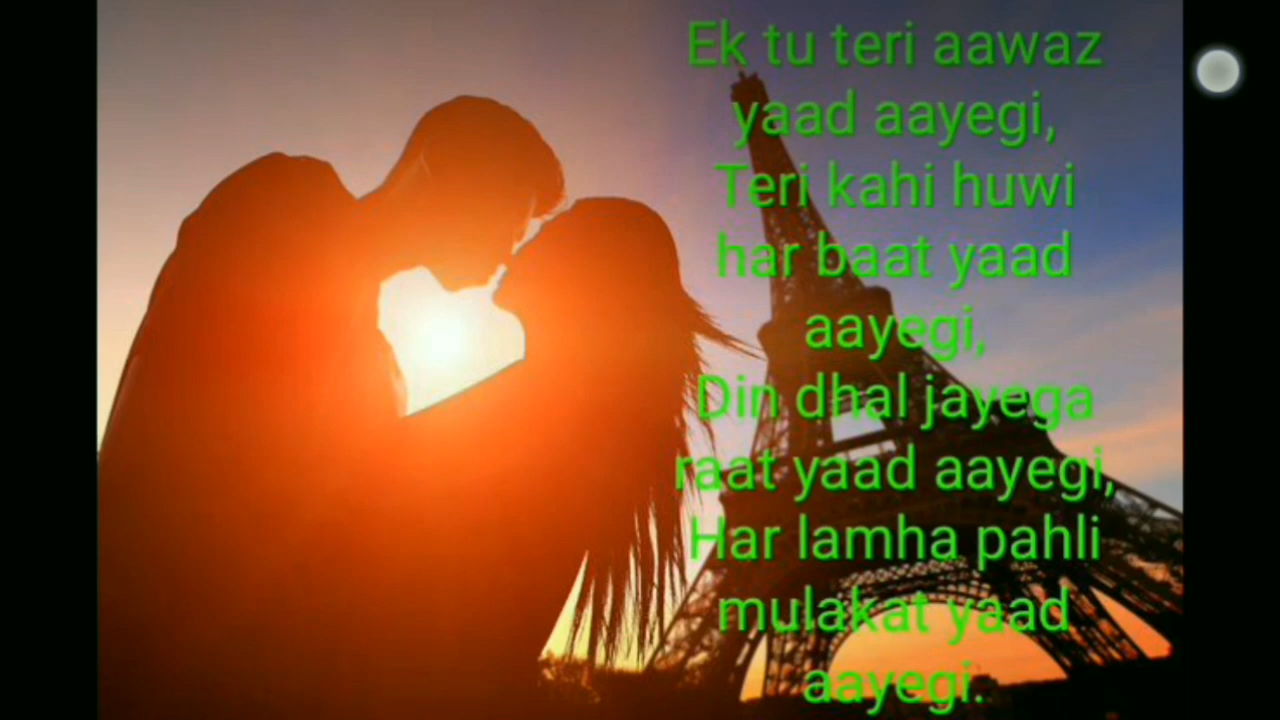 Ek tu teri aawaz
yaad aayegi,
Teri kahi huwi
har baat yaad
aayegi,
Din dhal jayega
raat yaad aayegi,
Har lamha pahli
mulakat yaad
aayegi.